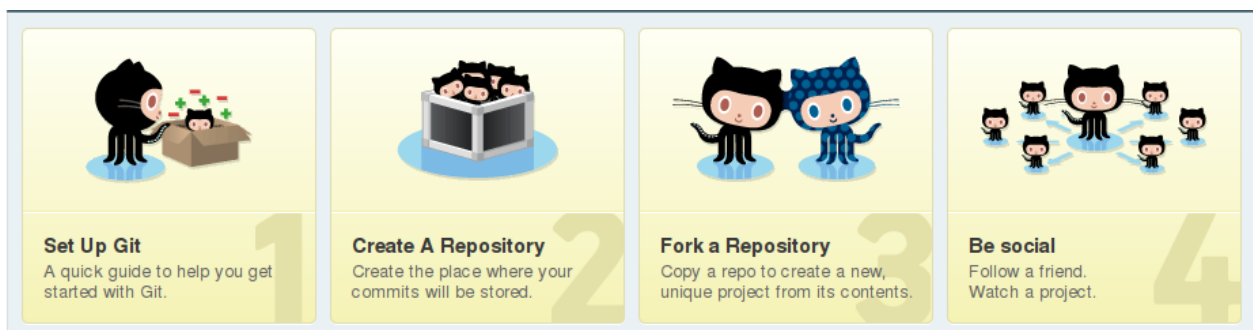 1
Set Up Git
A quick guide to help you get
started with Git.
2
Create A Repository
Create the place where your
commits will be stored.
3
Fork a Repository
Copy a repo to create a new,
unique project from its contents.
4
Be social
Follow a friend.
Watch a project.